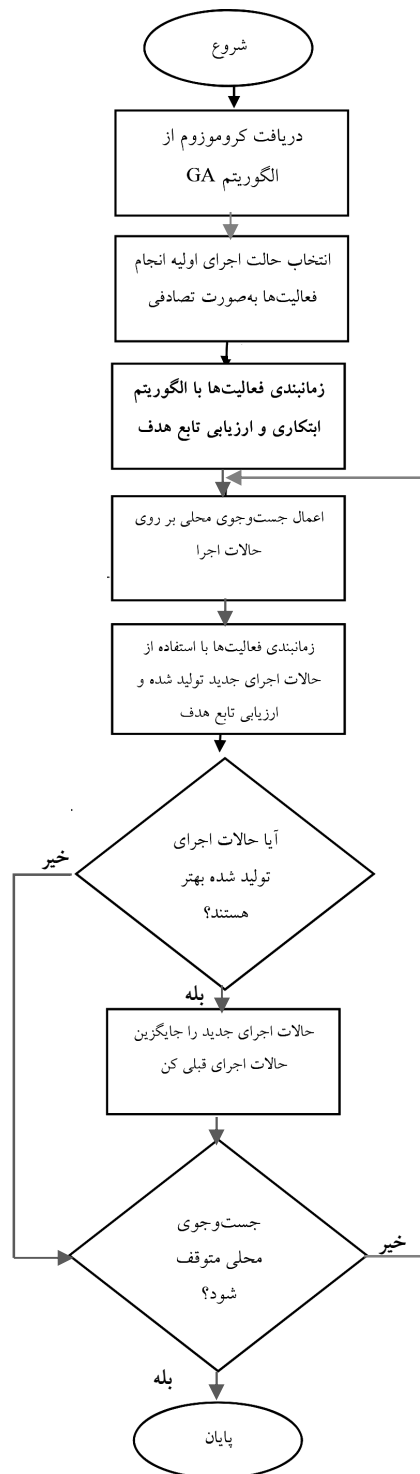 شروع
دریافت کروموزوم از
الگوریتم GA
انتخاب حالت اجرای اولیه انجام
فعالیت‌ها به‌صورت تصادفی
زمانبندی فعالیت‌ها با الگوریتم
ابتکاری و ارزیابی تابع هدف
اعمال جست‌وجوی محلی بر روی
حالات اجرا
زمانبندی فعالیت‌ها با استفاده از
حالات اجرای جدید تولید شده و
ارزیابی تابع هدف
آیا حالات اجرای
تولید شده بهتر
هستند؟
خیر
بله
حالات اجرای جدید را جایگزین
حالات اجرای قبلی کن
جست‌وجوی
محلی متوقف
شود؟
خیر
بله
پایان